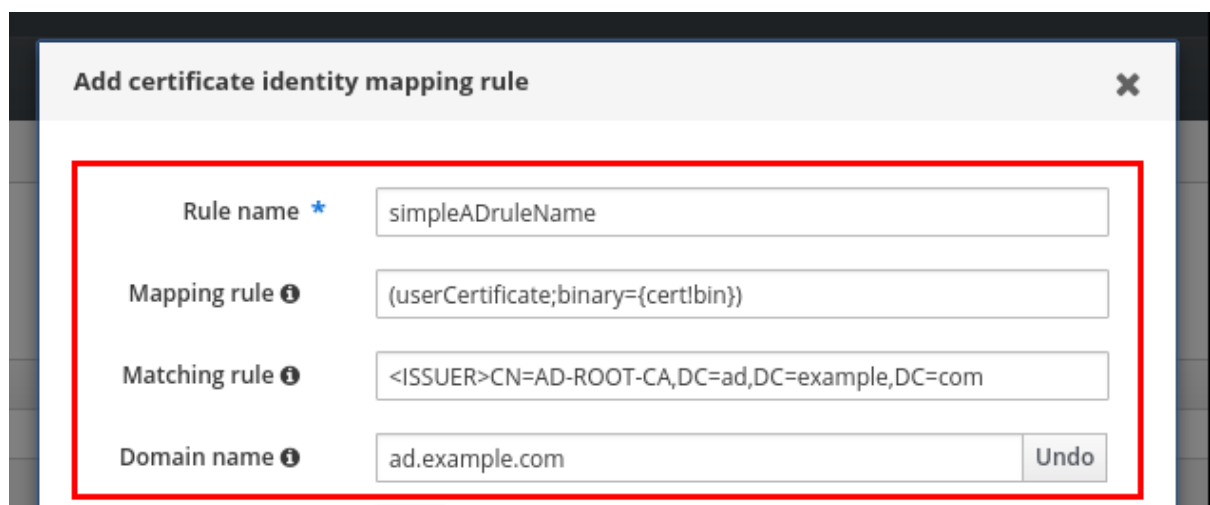 Add certificate identity mapping rule
Rule name * simpleADruleName
Mapping rule (userCertificate;binary={cert!bin})
Matching rule <ISSUER>CN=AD-ROOT-CA,DC=ad,DC=example,DC=com
Domain name ad.example.com Undo